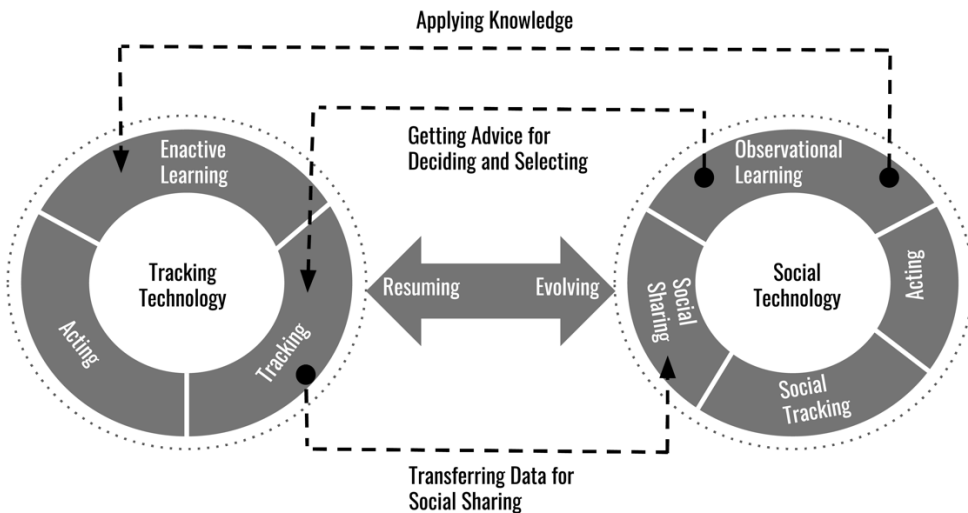 Applying Knowledge
Getting Advice for
Deciding and Selecting
Enactive
Learning
Tracking
Technology
Acting
Tracking
Resuming
Evolving
Observational
Learning
Social
Technology
Acting
Social
Sharing
Social
Tracking
Transferring Data for
Social Sharing